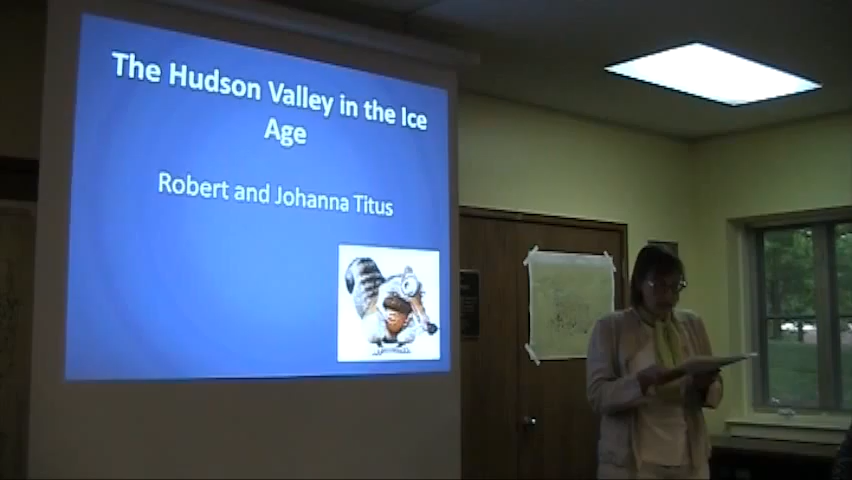 The Hudson Valley in the Ice
Age
Robert and Johanna Titus